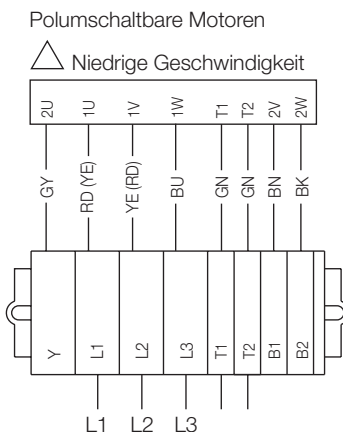 Polumschaltbare Motoren
Niedrige Geschwindigkeit
2U 1U 1V 1W T1 T2 2V 2W
GY RD (YE) YE (RD) BU GN GN BN BK
Y L1 L2 L3 T1 T2 B1 B2
L1 L2 L3